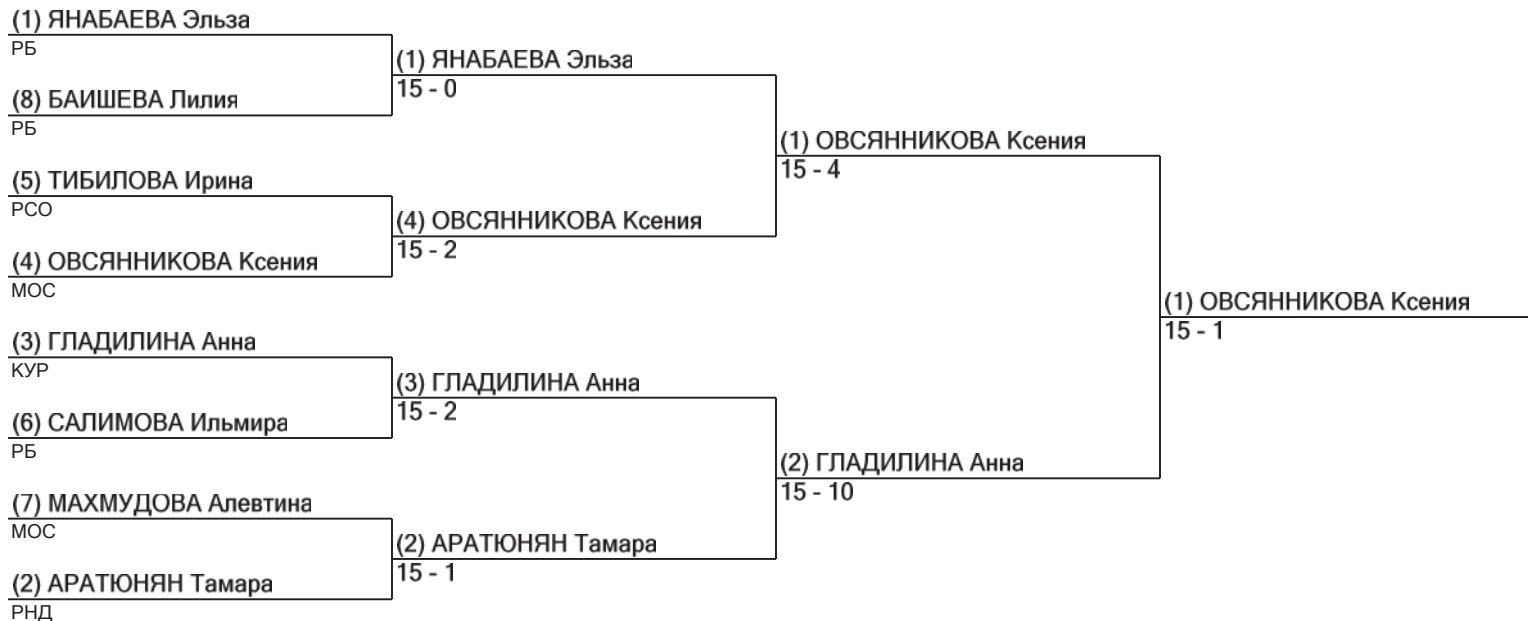 (1) ЯНАБАЕВА Эльза
РБ
(8) БАИШЕВА Лилия
РБ
(5) ТИБИЛОВА Ирина
РСО
(4) ОВСЯННИКОВА Ксения
МОС
(3) ГЛАДИЛИНА Анна
КУР
(6) САЛИМОВА Ильмира
РБ
(7) МАХМУДОВА Алевтина
МОС
(2) АРАТЮНЯН Тамара
РНД
(1) ЯНАБАЕВА Эльза
15 - 0
(4) ОВСЯННИКОВА Ксения
15 - 2
(3) ГЛАДИЛИНА Анна
15 - 2
(2) АРАТЮНЯН Тамара
15 - 1
(1) ОВСЯННИКОВА Ксения
15 - 4
(2) ГЛАДИЛИНА Анна
15 - 10
(1) ОВСЯННИКОВА Ксения
15 - 1